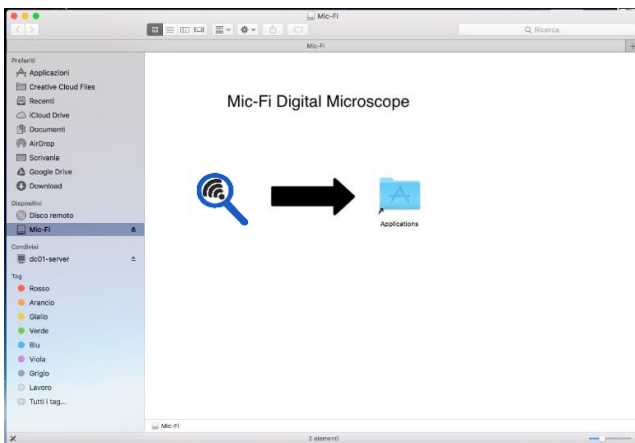 Mic-Fi
Ricerca
Mic-Fi
Preferiti
Applicazioni
Creative Cloud Files
Recenti
iCloud Drive
Documenti
AirDrop
Scrivania
Google Drive
Download
Dispositivi
Disco remoto
Mic-Fi
Condivisi
dc01-server
Tag
Rosso
Arancio
Giallo
Verde
Blu
Viola
Grigio
Lavoro
Tutti i tag...
Mic-Fi Digital Microscope
Applications
Mic-Fi
2 elementi